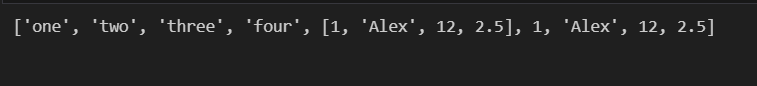 ['one', 'two', 'three', 'four', [1, 'Alex', 12, 2.5], 1, 'Alex', 12, 2.5]